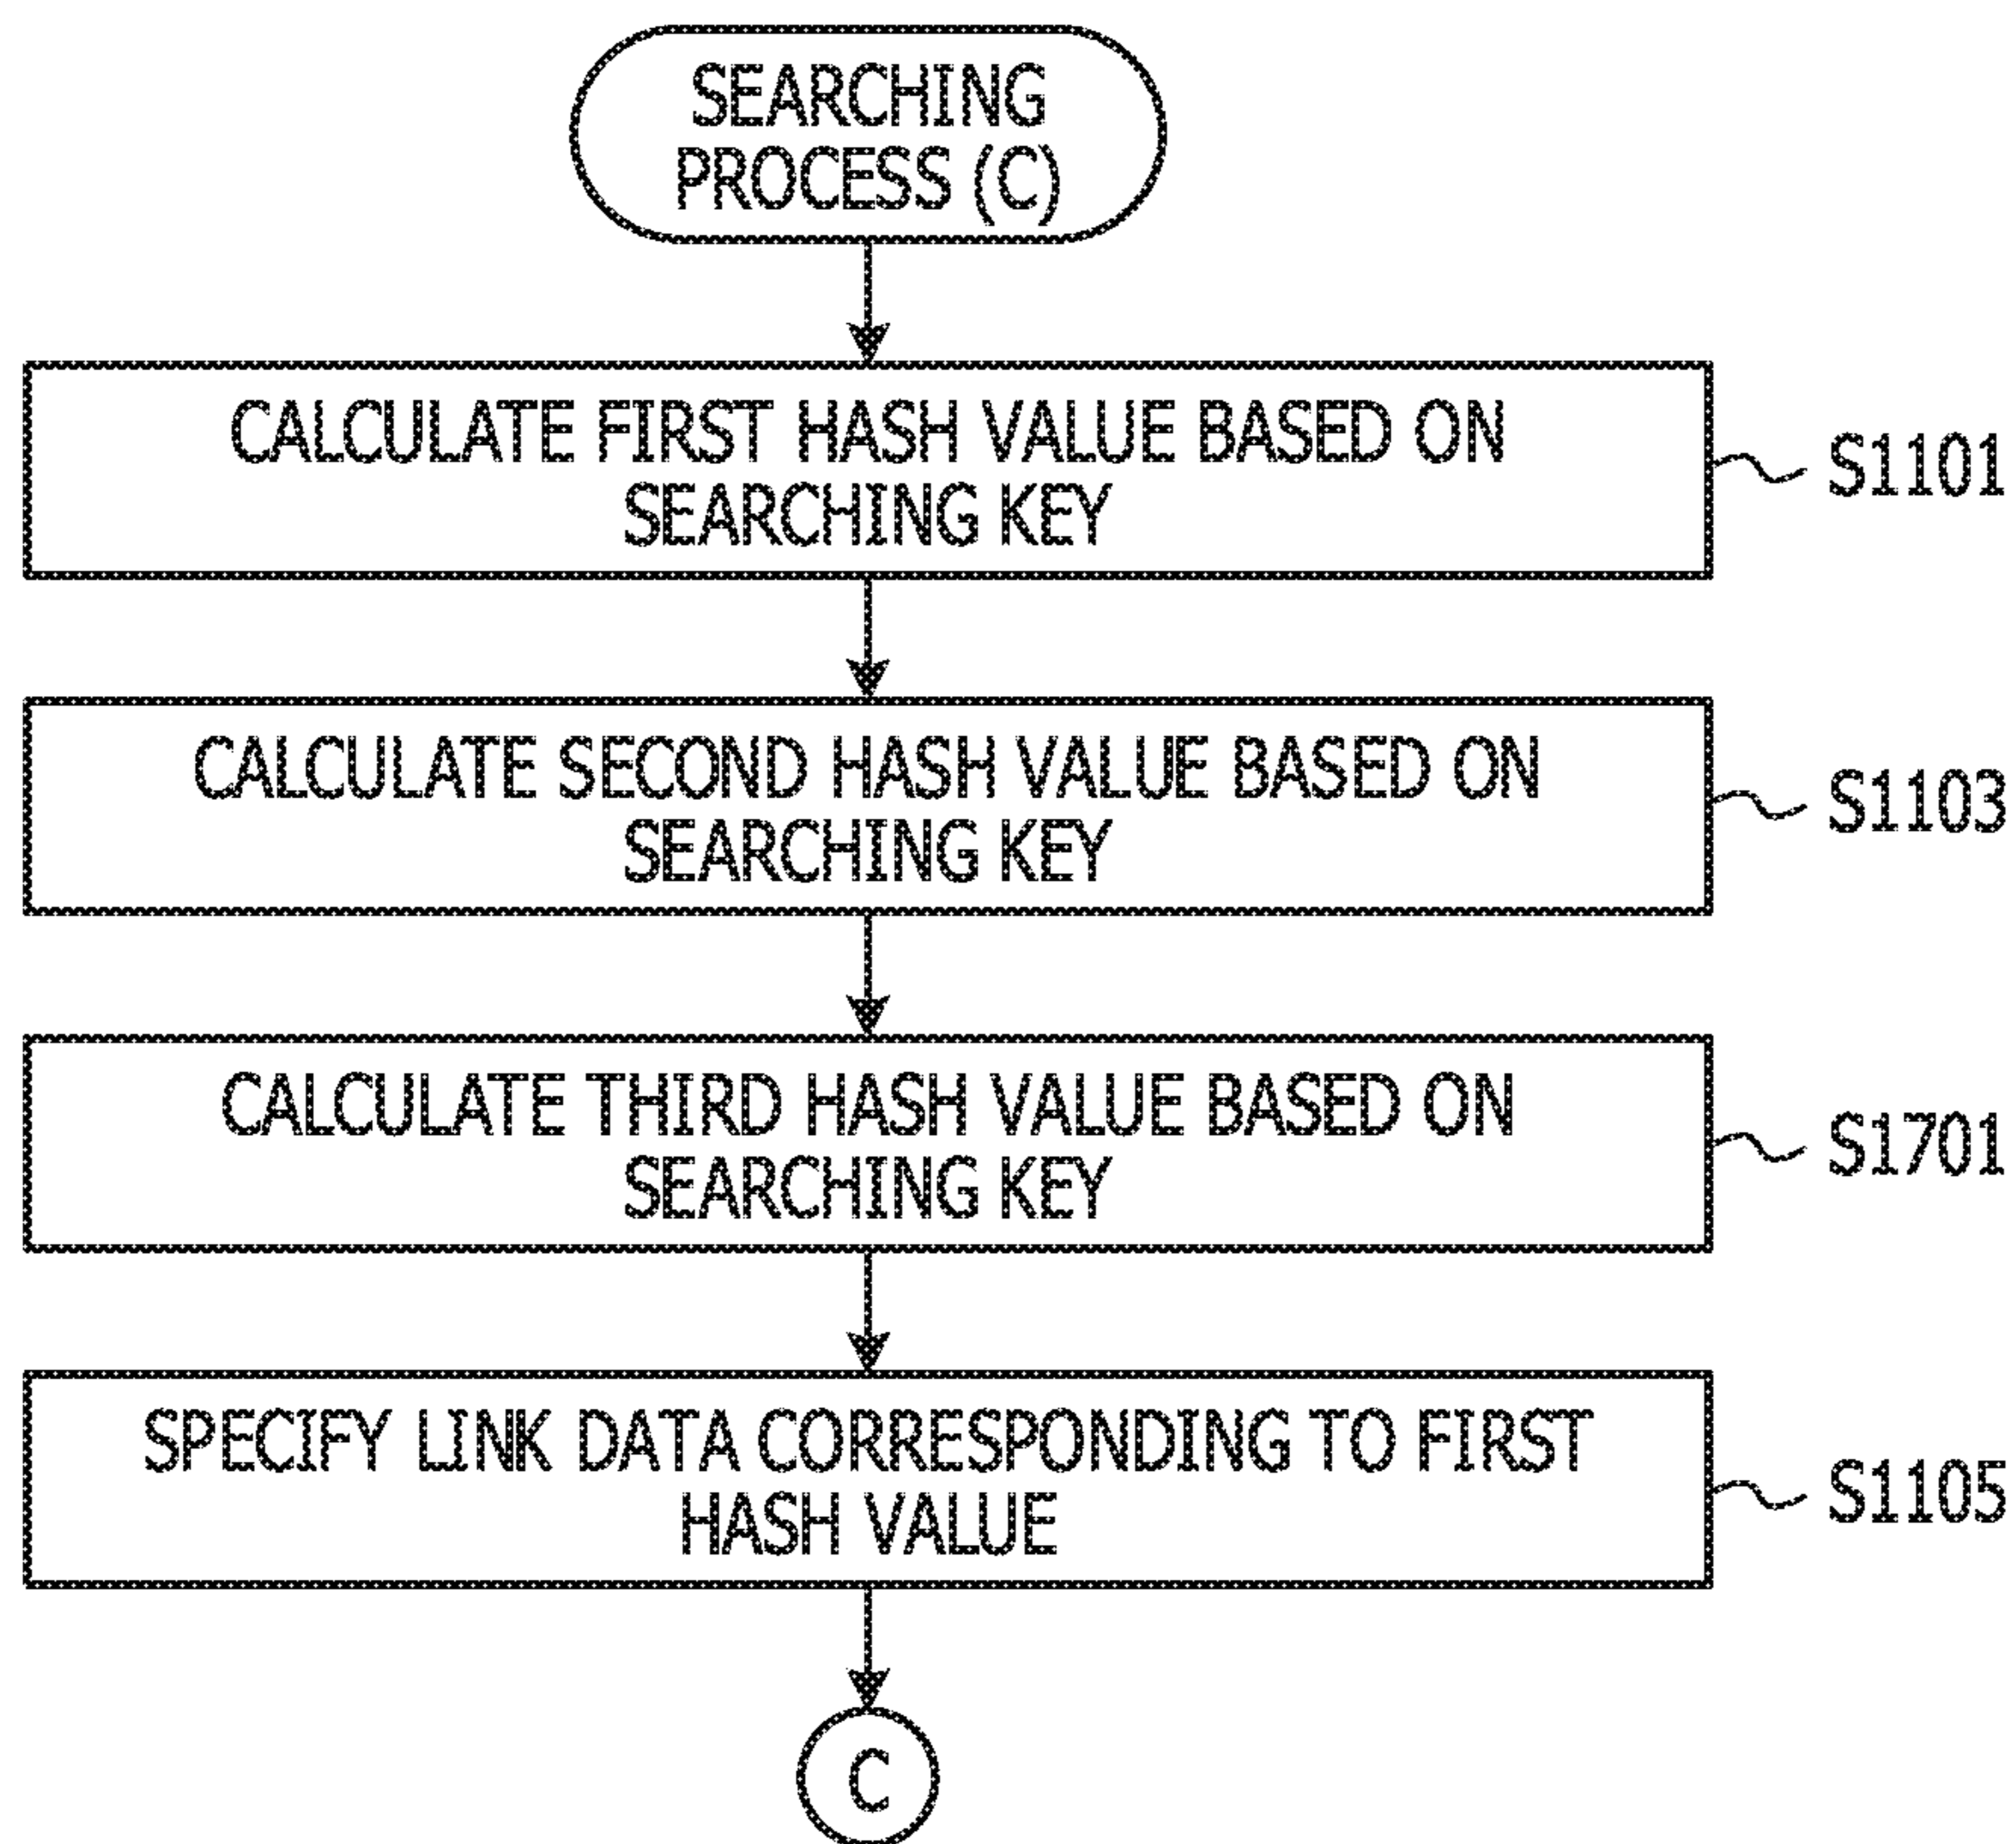 SEARCHING
PROCESS (C)
CALCULATE FIRST HASH VALUE BASED ON
SEARCHING KEY
S1101
CALCULATE SECOND HASH VALUE BASED ON
SEARCHING KEY
S1103
CALCULATE THIRD HASH VALUE BASED ON
SEARCHING KEY
S1701
SPECIFY LINK DATA CORRESPONDING TO FIRST
HASH VALUE
S1105
C